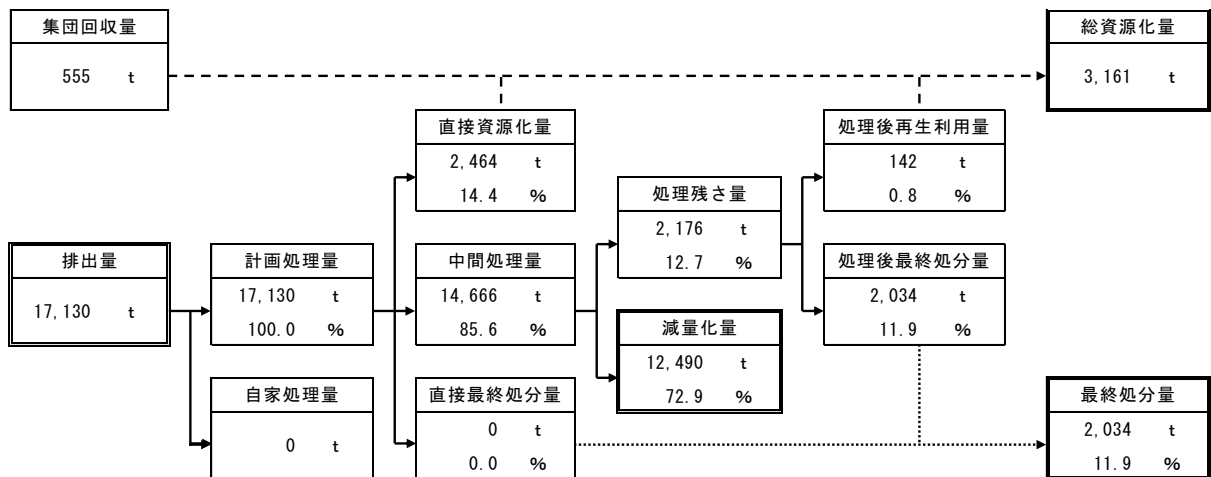 集団回収量
555 t
総資源化量
3,161 t
直接資源化量
2,464 t
14.4 %
処理後再生利用量
142 t
0.8 %
処理残さ量
2,176 t
12.7 %
排出量
17,130 t
計画処理量
17,130 t
100.0 %
中間処理量
14,666 t
85.6 %
処理後最終処分量
2,034 t
11.9 %
減量化量
12,490 t
72.9 %
自家処理量
0 t
直接最終処分量
0 t
0.0 %
最終処分量
2,034 t
11.9 %